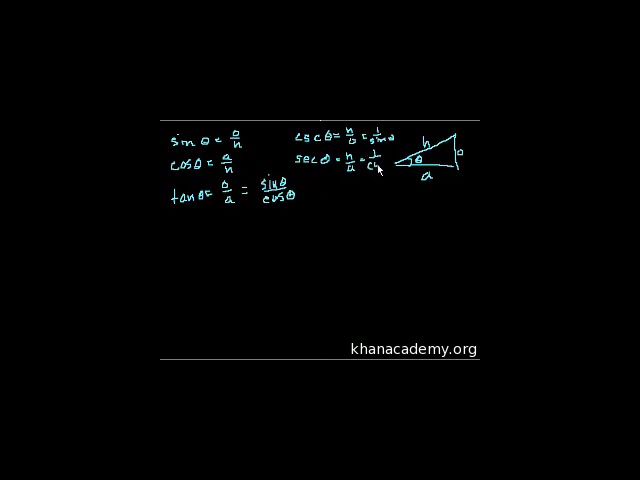 sin θ = o/h
cos θ = a/h
tan θ = o/a = sin θ/cos θ
csc θ = h/o = 1/sin θ
sec θ = h/a = 1/c
h
θ
o
a
khanacademy.org